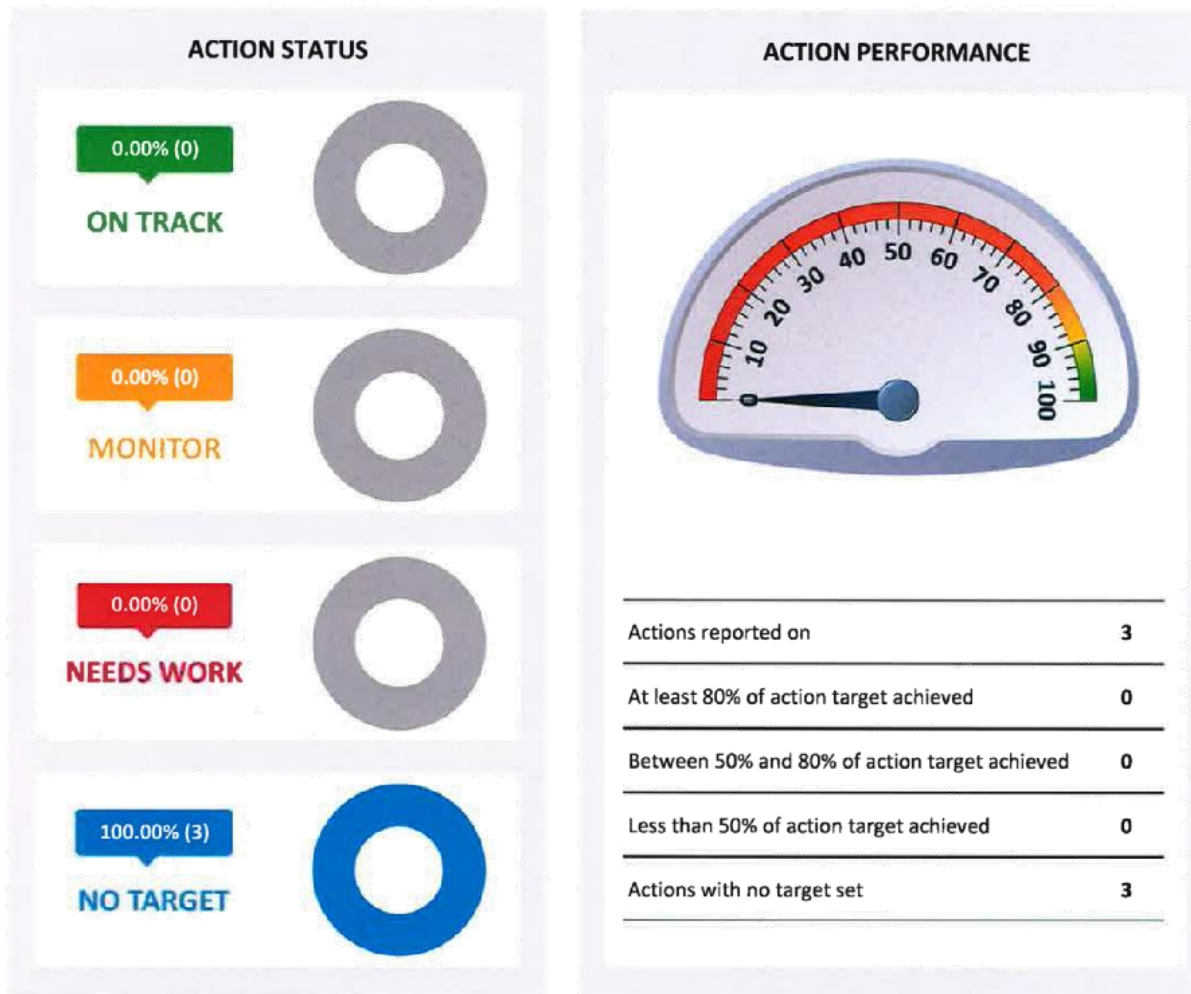 ACTION STATUS
0.00% (0)
ON TRACK
0.00% (0)
MONITOR
0.00% (0)
NEEDS WORK
100.00% (3)
NO TARGET
ACTION PERFORMANCE
0 10 20 30 40 50 60 70 80 90 100
Actions reported on 3
At least 80% of action target achieved 0
Between 50% and 80% of action target achieved 0
Less than 50% of action target achieved 0
Actions with no target set 3